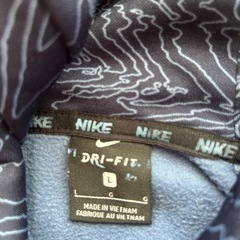 NIKE NIKE NIKE
DRI-FIT.
L
G G
MADE IN VIETNAM
FABRIQUÉ AU VIETNAM